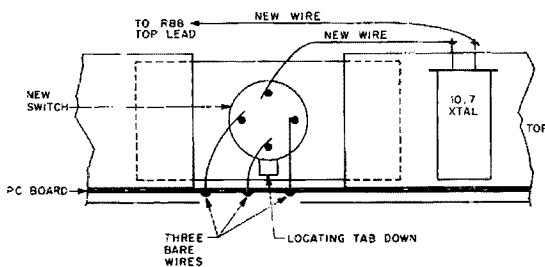 TO R88
TOP LEAD
NEW WIRE
NEW WIRE
NEW
SWITCH
10.7
XTAL
TOP
PC BOARD
THREE
BARE
WIRES
LOCATING TAB DOWN